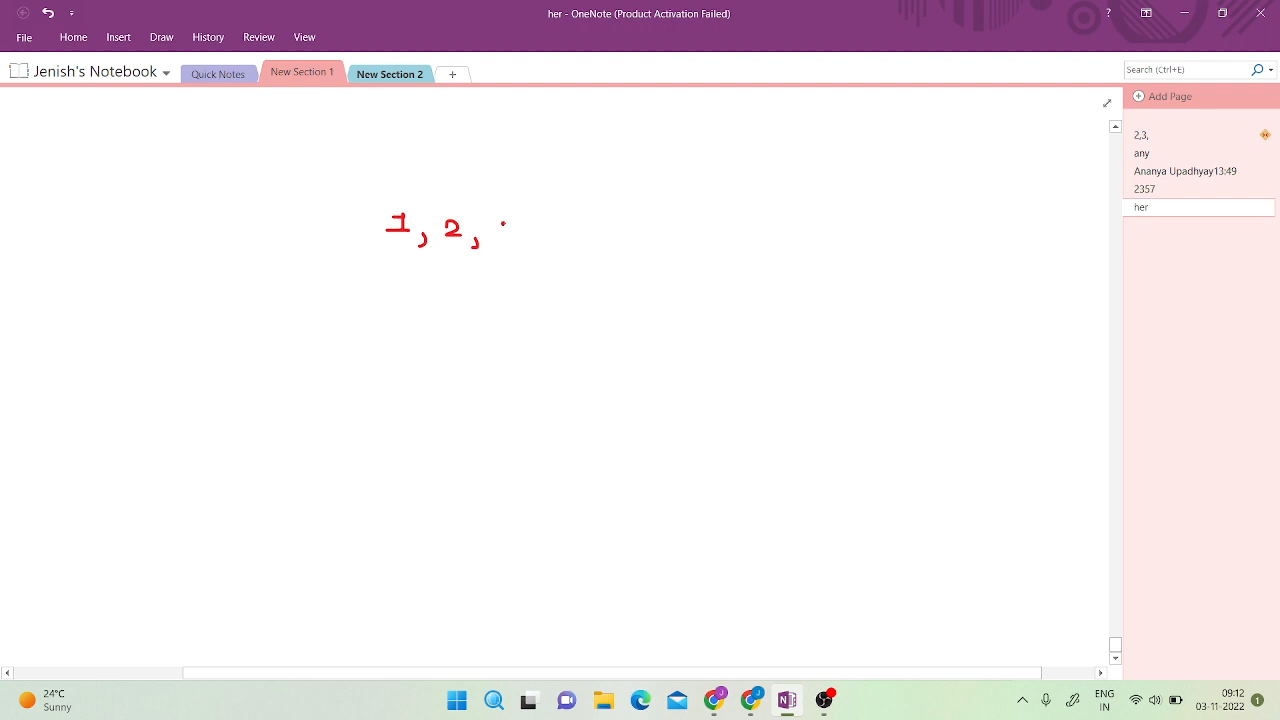 her - OneNote (Product Activation Failed)
?
File Home Insert Draw History Review View
Jenish's Notebook Quick Notes New Section 1 New Section 2 +
Search (Ctrl+E)
Add Page
2,3,
any
Ananya Upadhyay13:49
2357
her
1, 2,
24°C
Sunny
ENG
IN
09:12
03-11-2022
1